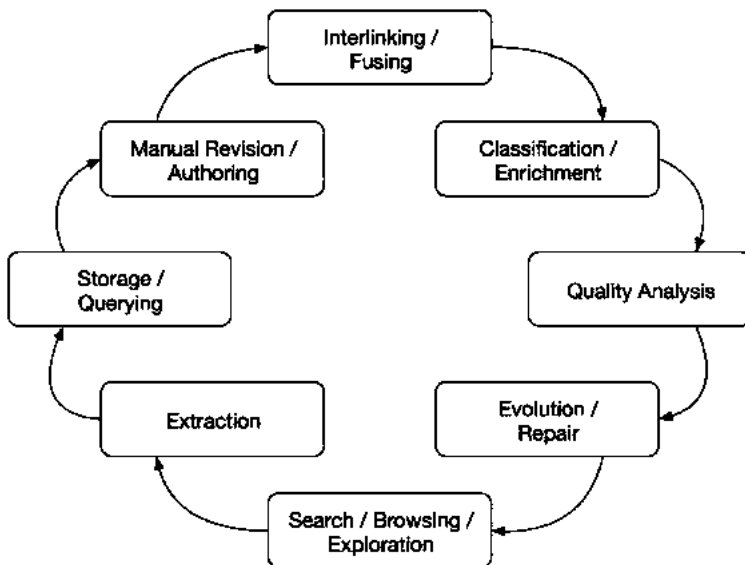 Interlinking /
Fusing
Manual Revision /
Authoring
Classification /
Enrichment
Storage /
Querying
Quality Analysis
Extraction
Evolution /
Repair
Search / Browsing /
Exploration